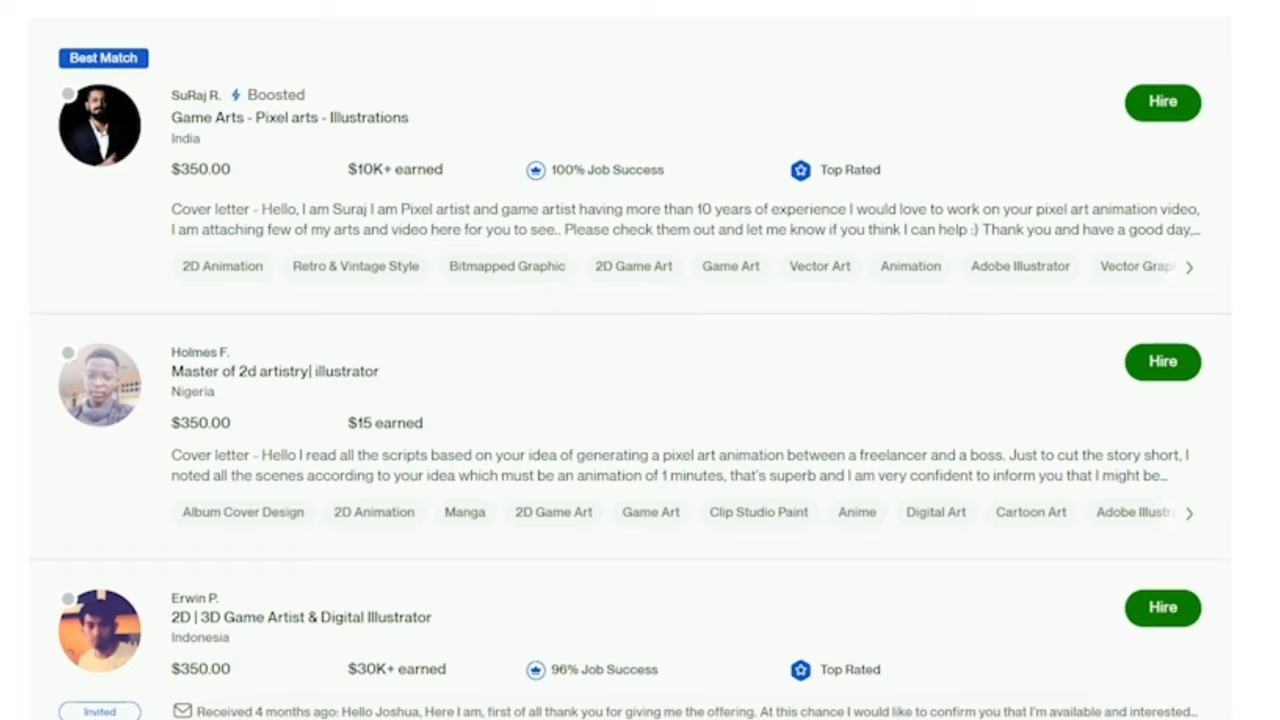 Best Match
SuRaj R. Boosted
Hire
Game Arts - Pixel arts - Illustrations
India
$350.00 $10K+ earned 100% Job Success Top Rated
Cover letter - Hello, I am Suraj I am Pixel artist and game artist having more than 10 years of experience I would love to work on your pixel art animation video,
I am attaching few of my arts and video here for you to see.. Please check them out and let me know if you think I can help :) Thank you and have a good day,...
2D Animation Retro & Vintage Style Bitmapped Graphic 2D Game Art Game Art Vector Art Animation Adobe Illustrator Vector Grap
Holmes F.
Hire
Master of 2d artistry| illustrator
Nigeria
$350.00 $15 earned
Cover letter - Hello I read all the scripts based on your idea of generating a pixel art animation between a freelancer and a boss. Just to cut the story short, I
noted all the scenes according to your idea which must be an animation of 1 minutes, that's superb and I am very confident to inform you that I might be...
Album Cover Design 2D Animation Manga 2D Game Art Game Art Clip Studio Paint Anime Digital Art Cartoon Art Adobe Illustr
Erwin P.
Hire
2D | 3D Game Artist & Digital Illustrator
Indonesia
$350.00 $30K+ earned 96% Job Success Top Rated
Invited Received 4 months ago: Hello Joshua, Here I am, first of all thank you for giving me the offering. At this chance I would like to confirm you that I'm available and interested...